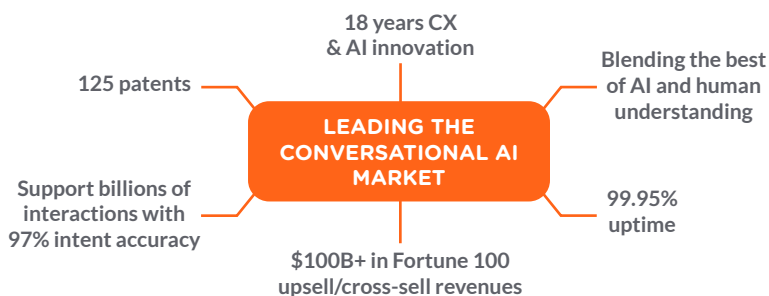 18 years CX
& AI innovation
125 patents
Blending the best
of AI and human
understanding
LEADING THE
CONVERSATIONAL AI
MARKET
Support billions of
interactions with
97% intent accuracy
99.95%
uptime
$100B+ in Fortune 100
upsell/cross-sell revenues